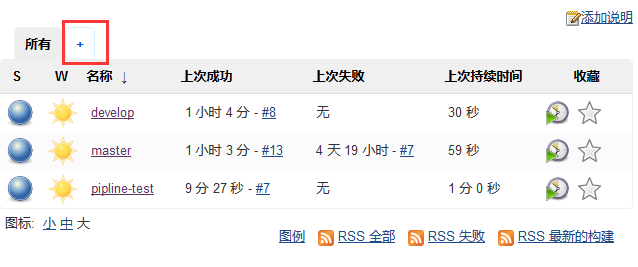 添加说明
所有 +
S W 名称 ↓ 上次成功 上次失败 上次持续时间 收藏
develop 1 小时 4 分 - #8 无 30 秒
master 1 小时 3 分 - #13 4 天 19 小时 - #7 59 秒
pipline-test 9 分 27 秒 - #7 无 1 分 0 秒
图标: 小 中 大
图例 RSS 全部 RSS 失败 RSS 最新的构建